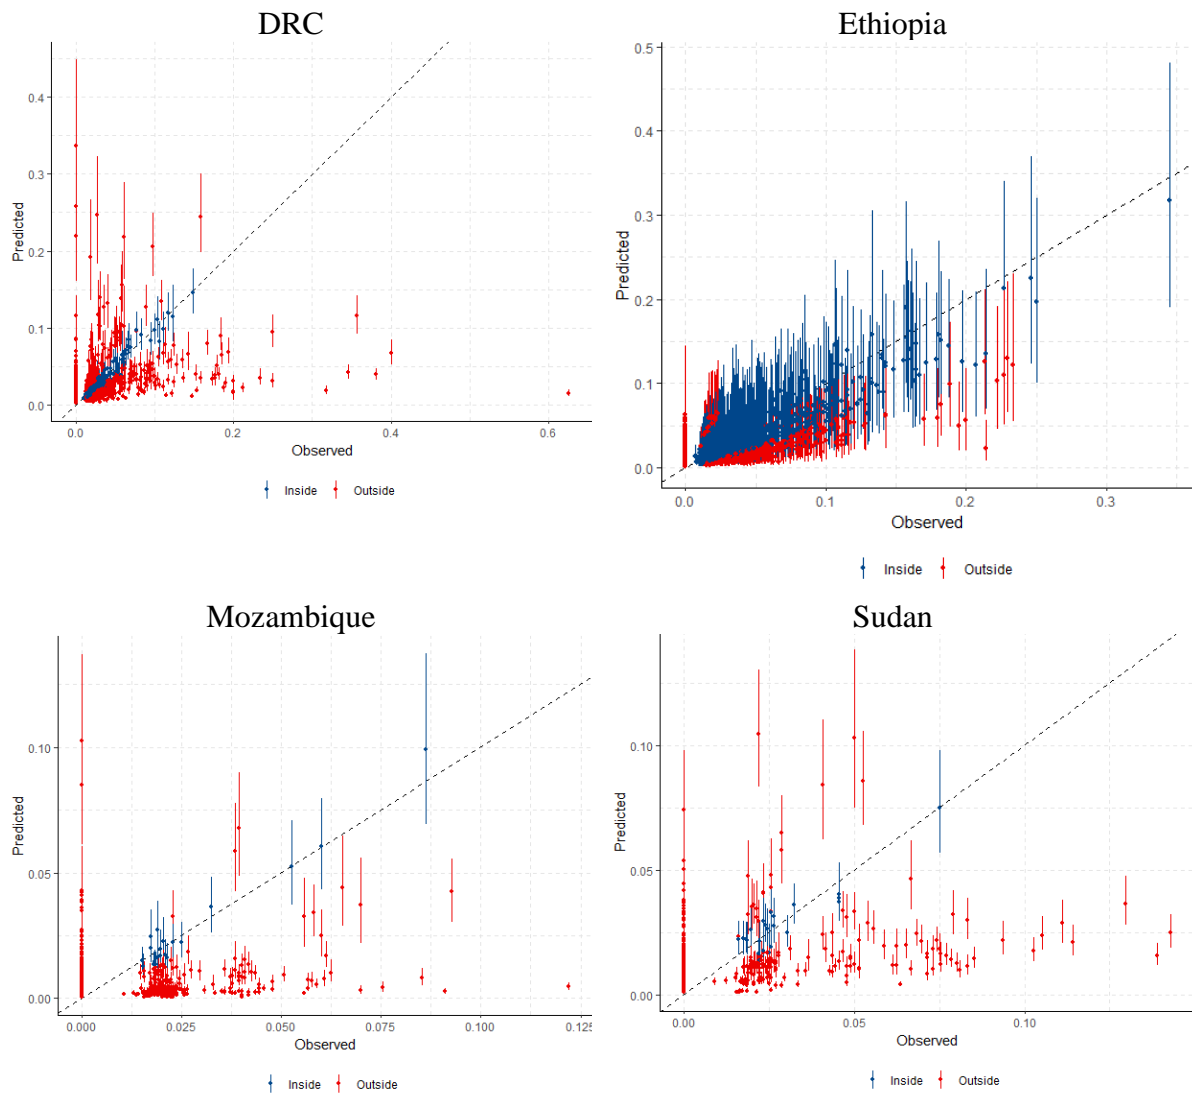 DRC
Ethiopia
0.4
0.3
0.2
0.1
0.0
Predicted
0.0
0.2
0.4
0.6
Observed
Inside
Outside
0.5
0.4
0.3
0.2
0.1
0.0
Predicted
0.0
0.1
0.2
0.3
Observed
Inside
Outside
Mozambique
Sudan
0.10
0.05
0.00
Predicted
0.000
0.025
0.050
0.075
0.100
0.125
Observed
Inside
Outside
0.10
0.05
0.00
Predicted
0.00
0.05
0.10
Observed
Inside
Outside